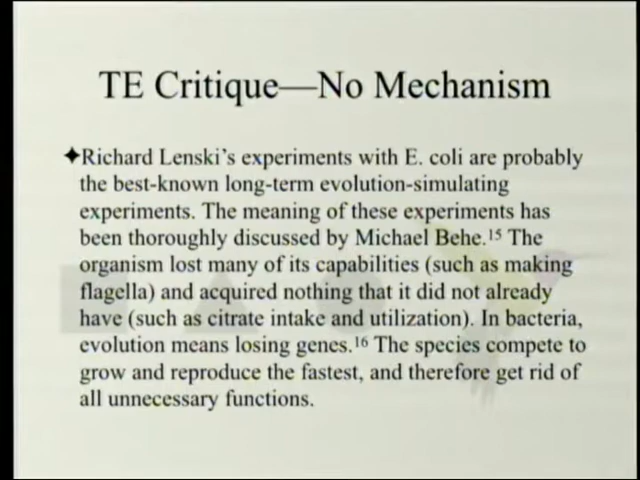 TE Critique—No Mechanism
✦Richard Lenski's experiments with E. coli are probably
the best-known long-term evolution-simulating
experiments. The meaning of these experiments has
been thoroughly discussed by Michael Behe.¹⁵ The
organism lost many of its capabilities (such as making
flagella) and acquired nothing that it did not already
have (such as citrate intake and utilization). In bacteria,
evolution means losing genes.¹⁶ The species compete to
grow and reproduce the fastest, and therefore get rid of
all unnecessary functions.